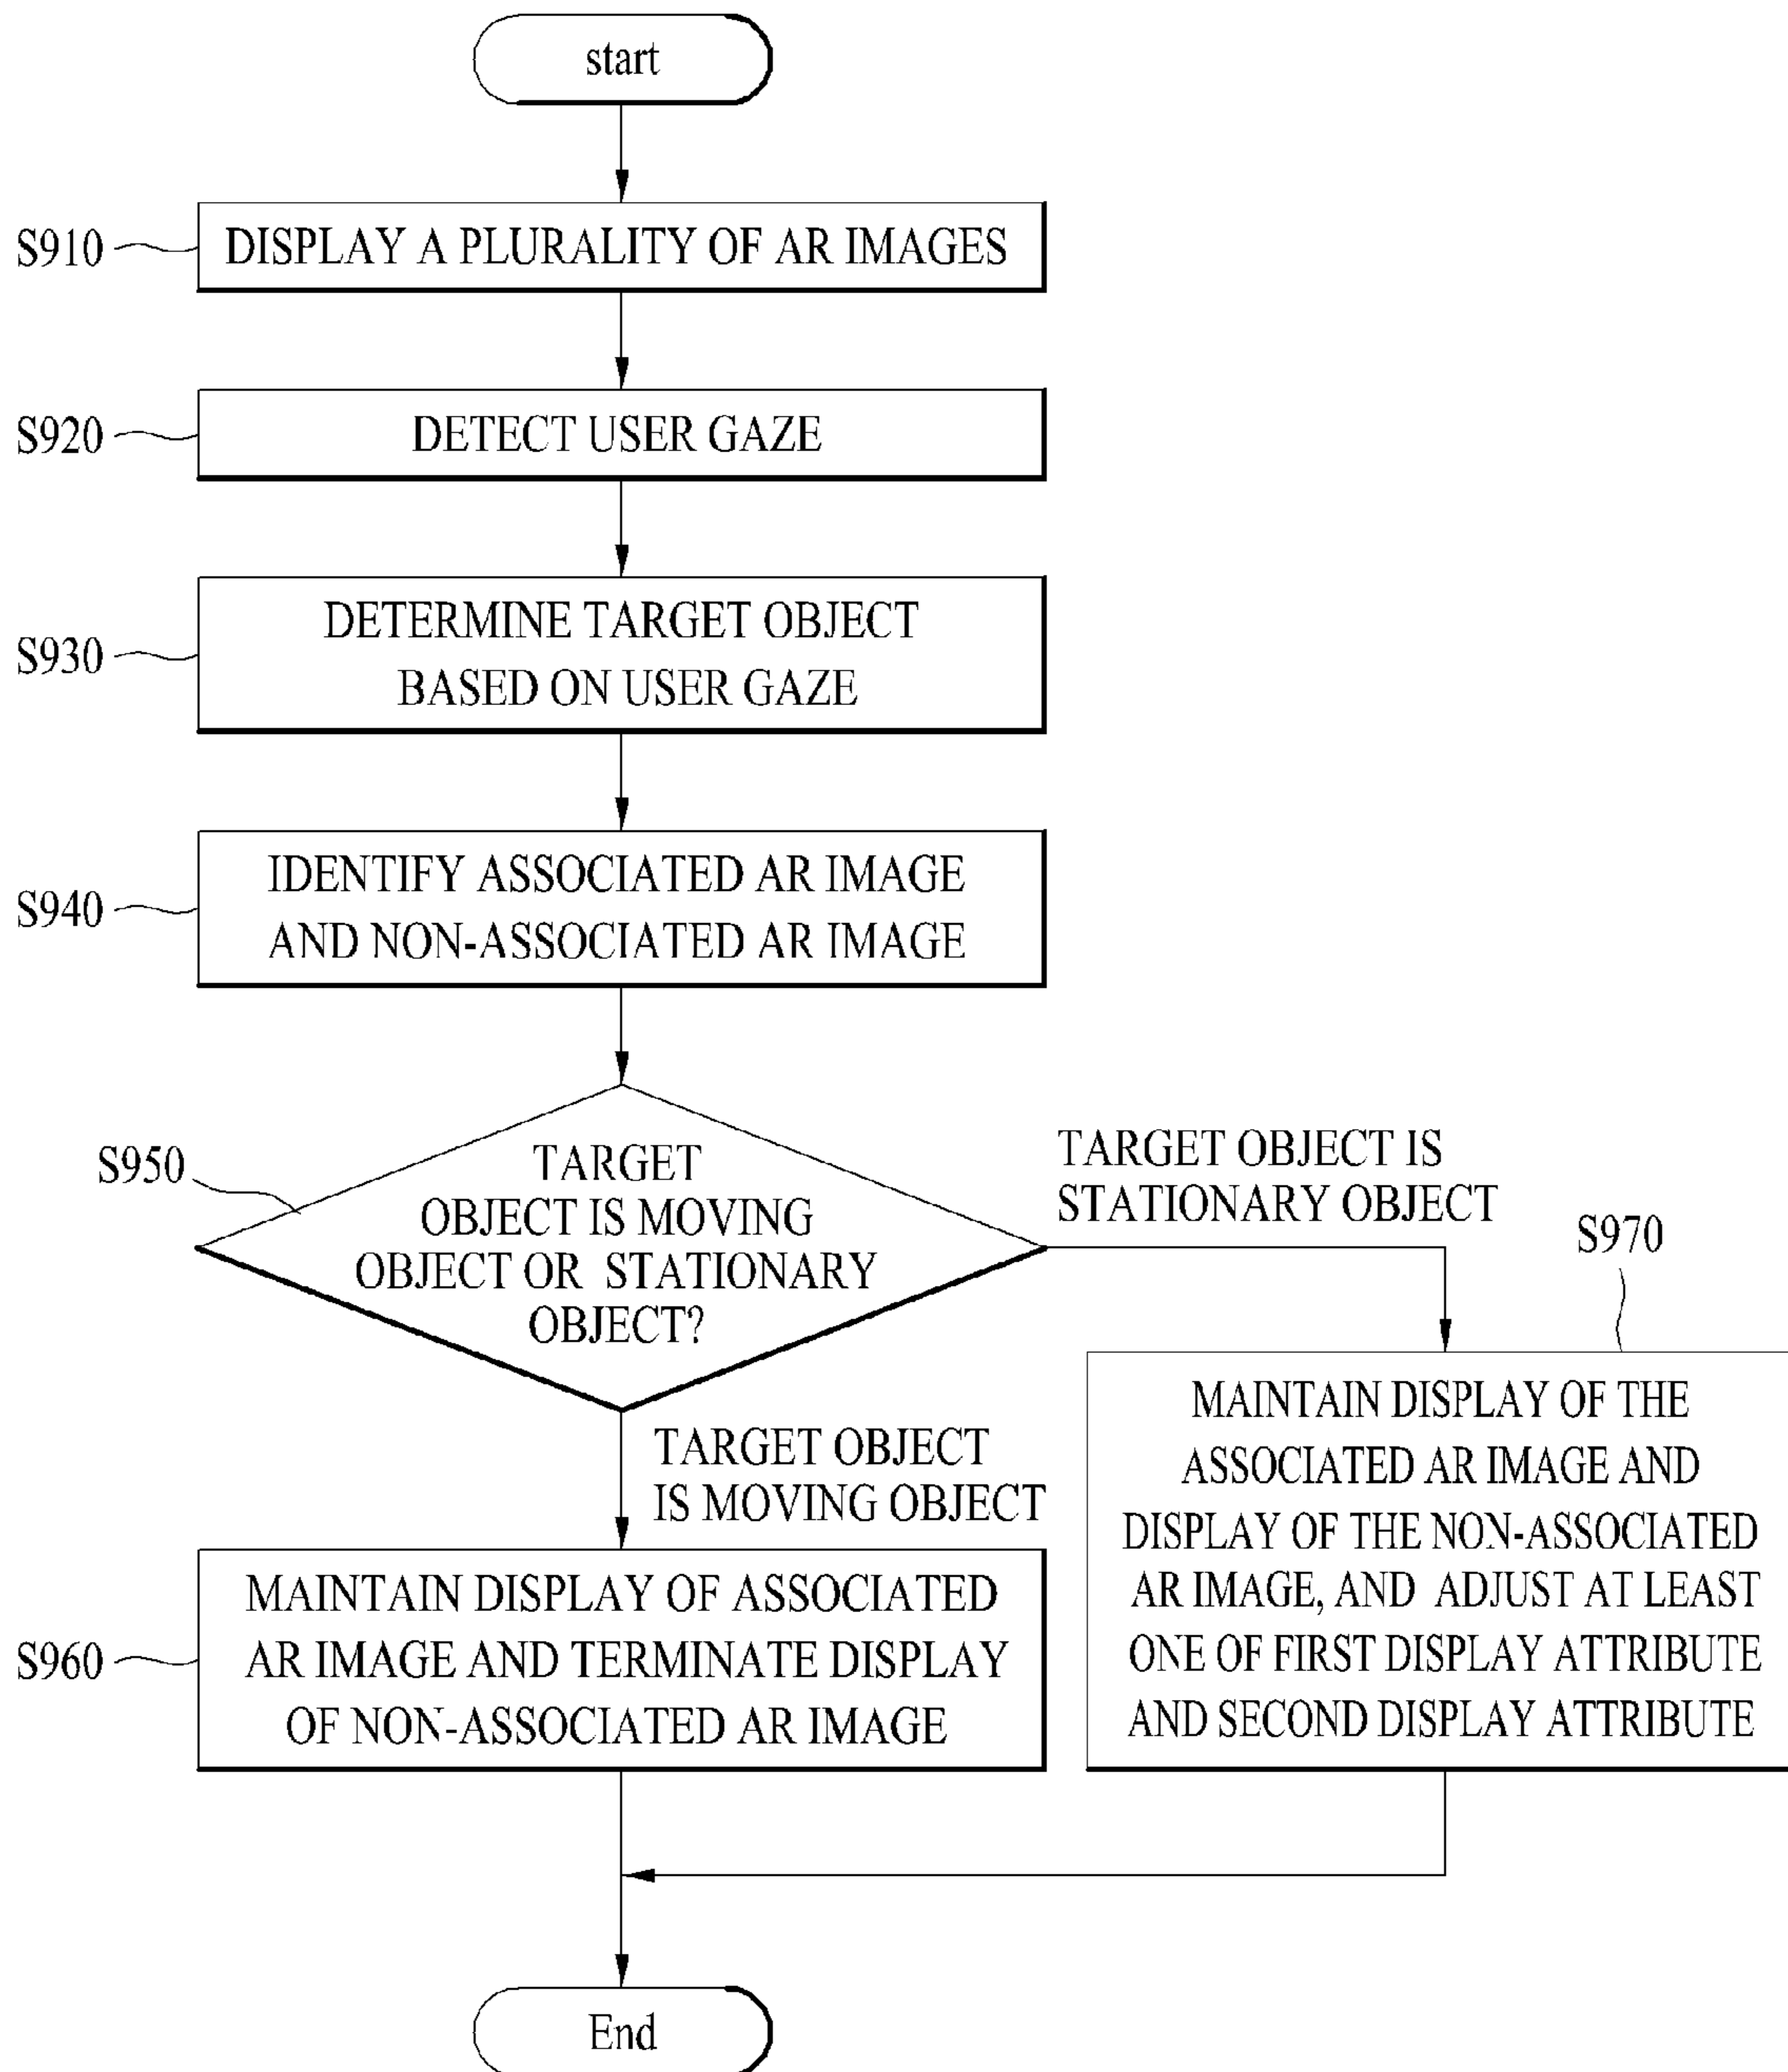 start
S910
DISPLAY A PLURALITY OF AR IMAGES
S920
DETECT USER GAZE
S930
DETERMINE TARGET OBJECT
BASED ON USER GAZE
S940
IDENTIFY ASSOCIATED AR IMAGE
AND NON-ASSOCIATED AR IMAGE
S950
TARGET
OBJECT IS MOVING
OBJECT OR STATIONARY
OBJECT?
TARGET OBJECT IS
STATIONARY OBJECT
S970
MAINTAIN DISPLAY OF THE
ASSOCIATED AR IMAGE AND
DISPLAY OF THE NON-ASSOCIATED
AR IMAGE, AND ADJUST AT LEAST
ONE OF FIRST DISPLAY ATTRIBUTE
AND SECOND DISPLAY ATTRIBUTE
TARGET OBJECT
IS MOVING OBJECT
S960
MAINTAIN DISPLAY OF ASSOCIATED
AR IMAGE AND TERMINATE DISPLAY
OF NON-ASSOCIATED AR IMAGE
End